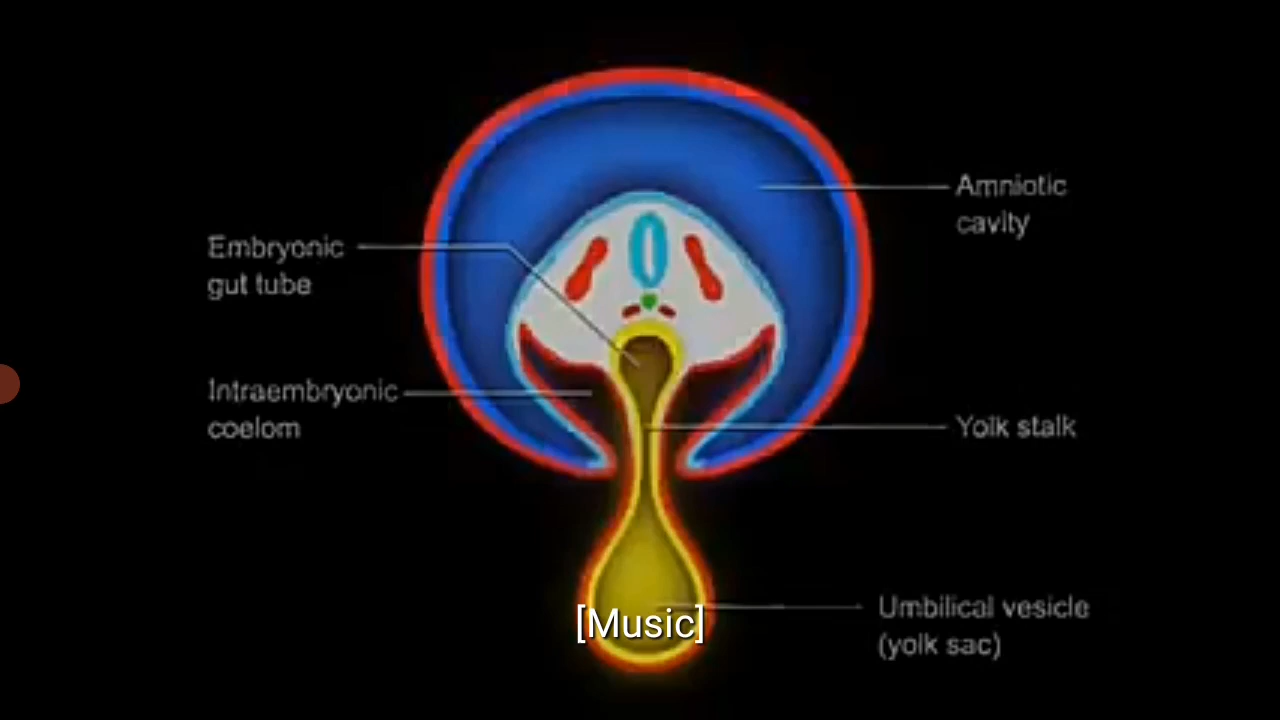 Amniotic
cavity
Embryonic
gut tube
Intraembryonic
coelom
Yolk stalk
Umbilical vesicle
(yolk sac)
[Music]